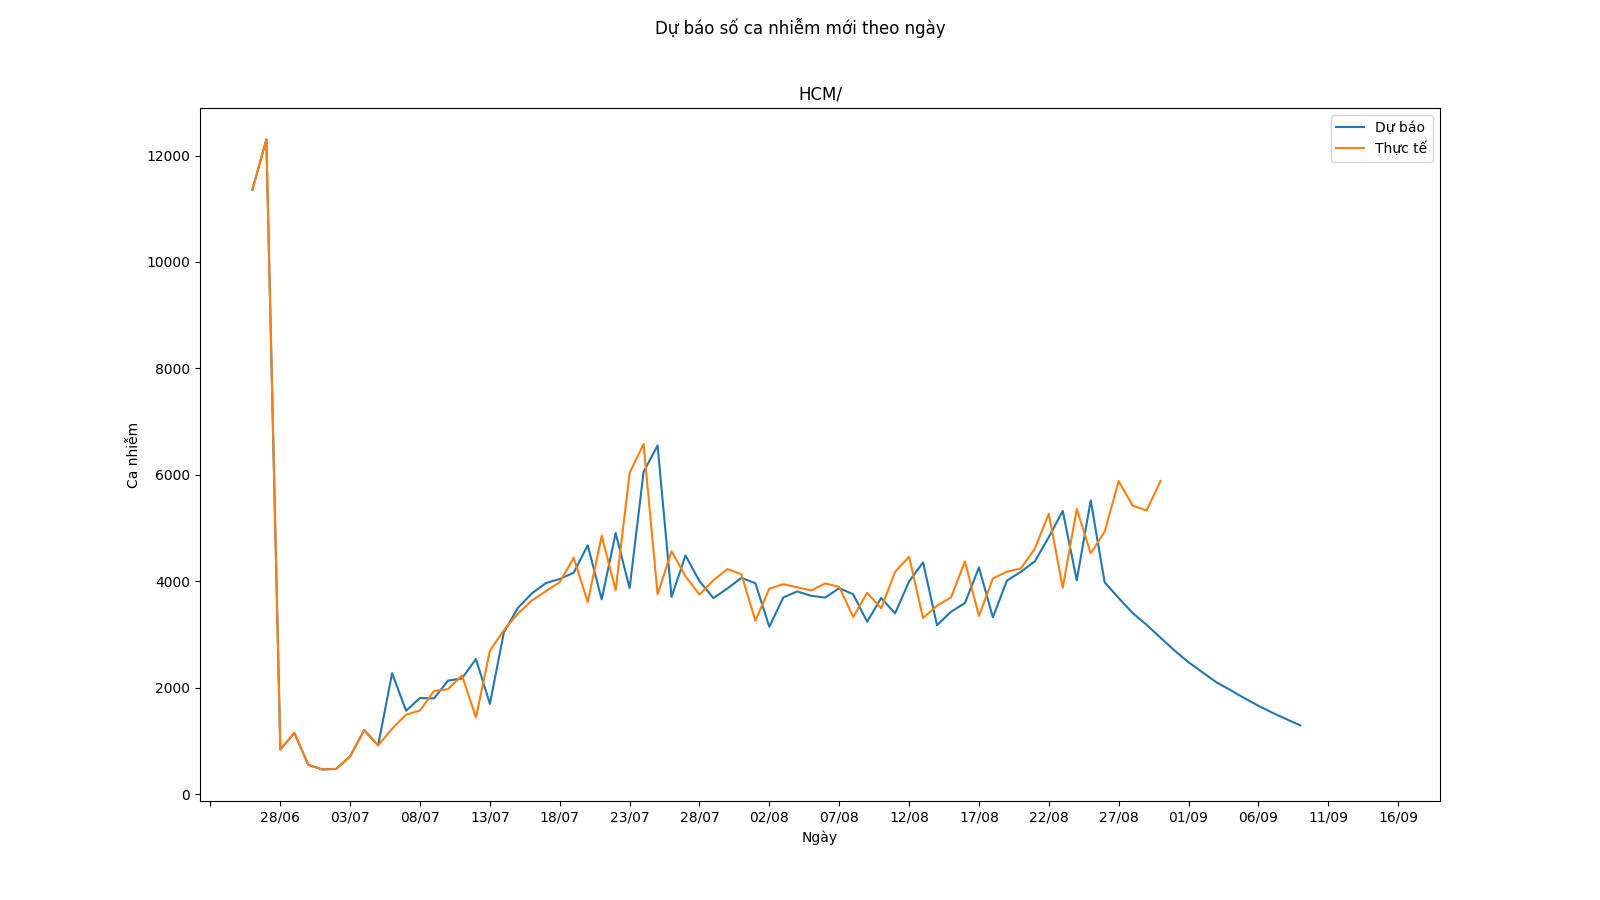 Dự báo số ca nhiễm mới theo ngày
HCM/
Dự báo
Thực tế
12000
10000
8000
6000
4000
2000
0
Ca nhiễm
28/06 03/07 08/07 13/07 18/07 23/07 28/07 02/08 07/08 12/08 17/08 22/08 27/08 01/09 06/09 11/09 16/09
Ngày